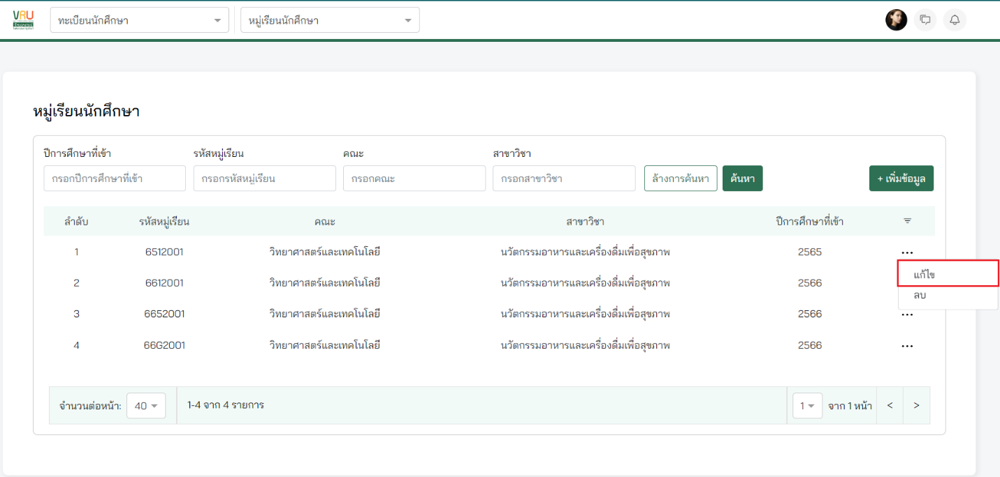 VRU
ทะเบียนนักศึกษา
หมู่เรียนนักศึกษา
หมู่เรียนนักศึกษา
ปีการศึกษาที่เข้า รหัสหมู่เรียน คณะ สาขาวิชา
กรอกปีการศึกษาที่เข้า กรอกรหัสหมู่เรียน กรอกคณะ กรอกสาขาวิชา ล้างการค้นหา ค้นหา + เพิ่มข้อมูล
ลำดับ รหัสหมู่เรียน คณะ สาขาวิชา ปีการศึกษาที่เข้า
1 6512001 วิทยาศาสตร์และเทคโนโลยี นวัตกรรมอาหารและเครื่องดื่มเพื่อสุขภาพ 2565 ...
แก้ไข
2 6612001 วิทยาศาสตร์และเทคโนโลยี นวัตกรรมอาหารและเครื่องดื่มเพื่อสุขภาพ 2566
ลบ
3 6652001 วิทยาศาสตร์และเทคโนโลยี นวัตกรรมอาหารและเครื่องดื่มเพื่อสุขภาพ 2566 ...
4 66G2001 วิทยาศาสตร์และเทคโนโลยี นวัตกรรมอาหารและเครื่องดื่มเพื่อสุขภาพ 2566 ...
จำนวนต่อหน้า: 40 1-4 จาก 4 รายการ 1 จาก 1 หน้า < >